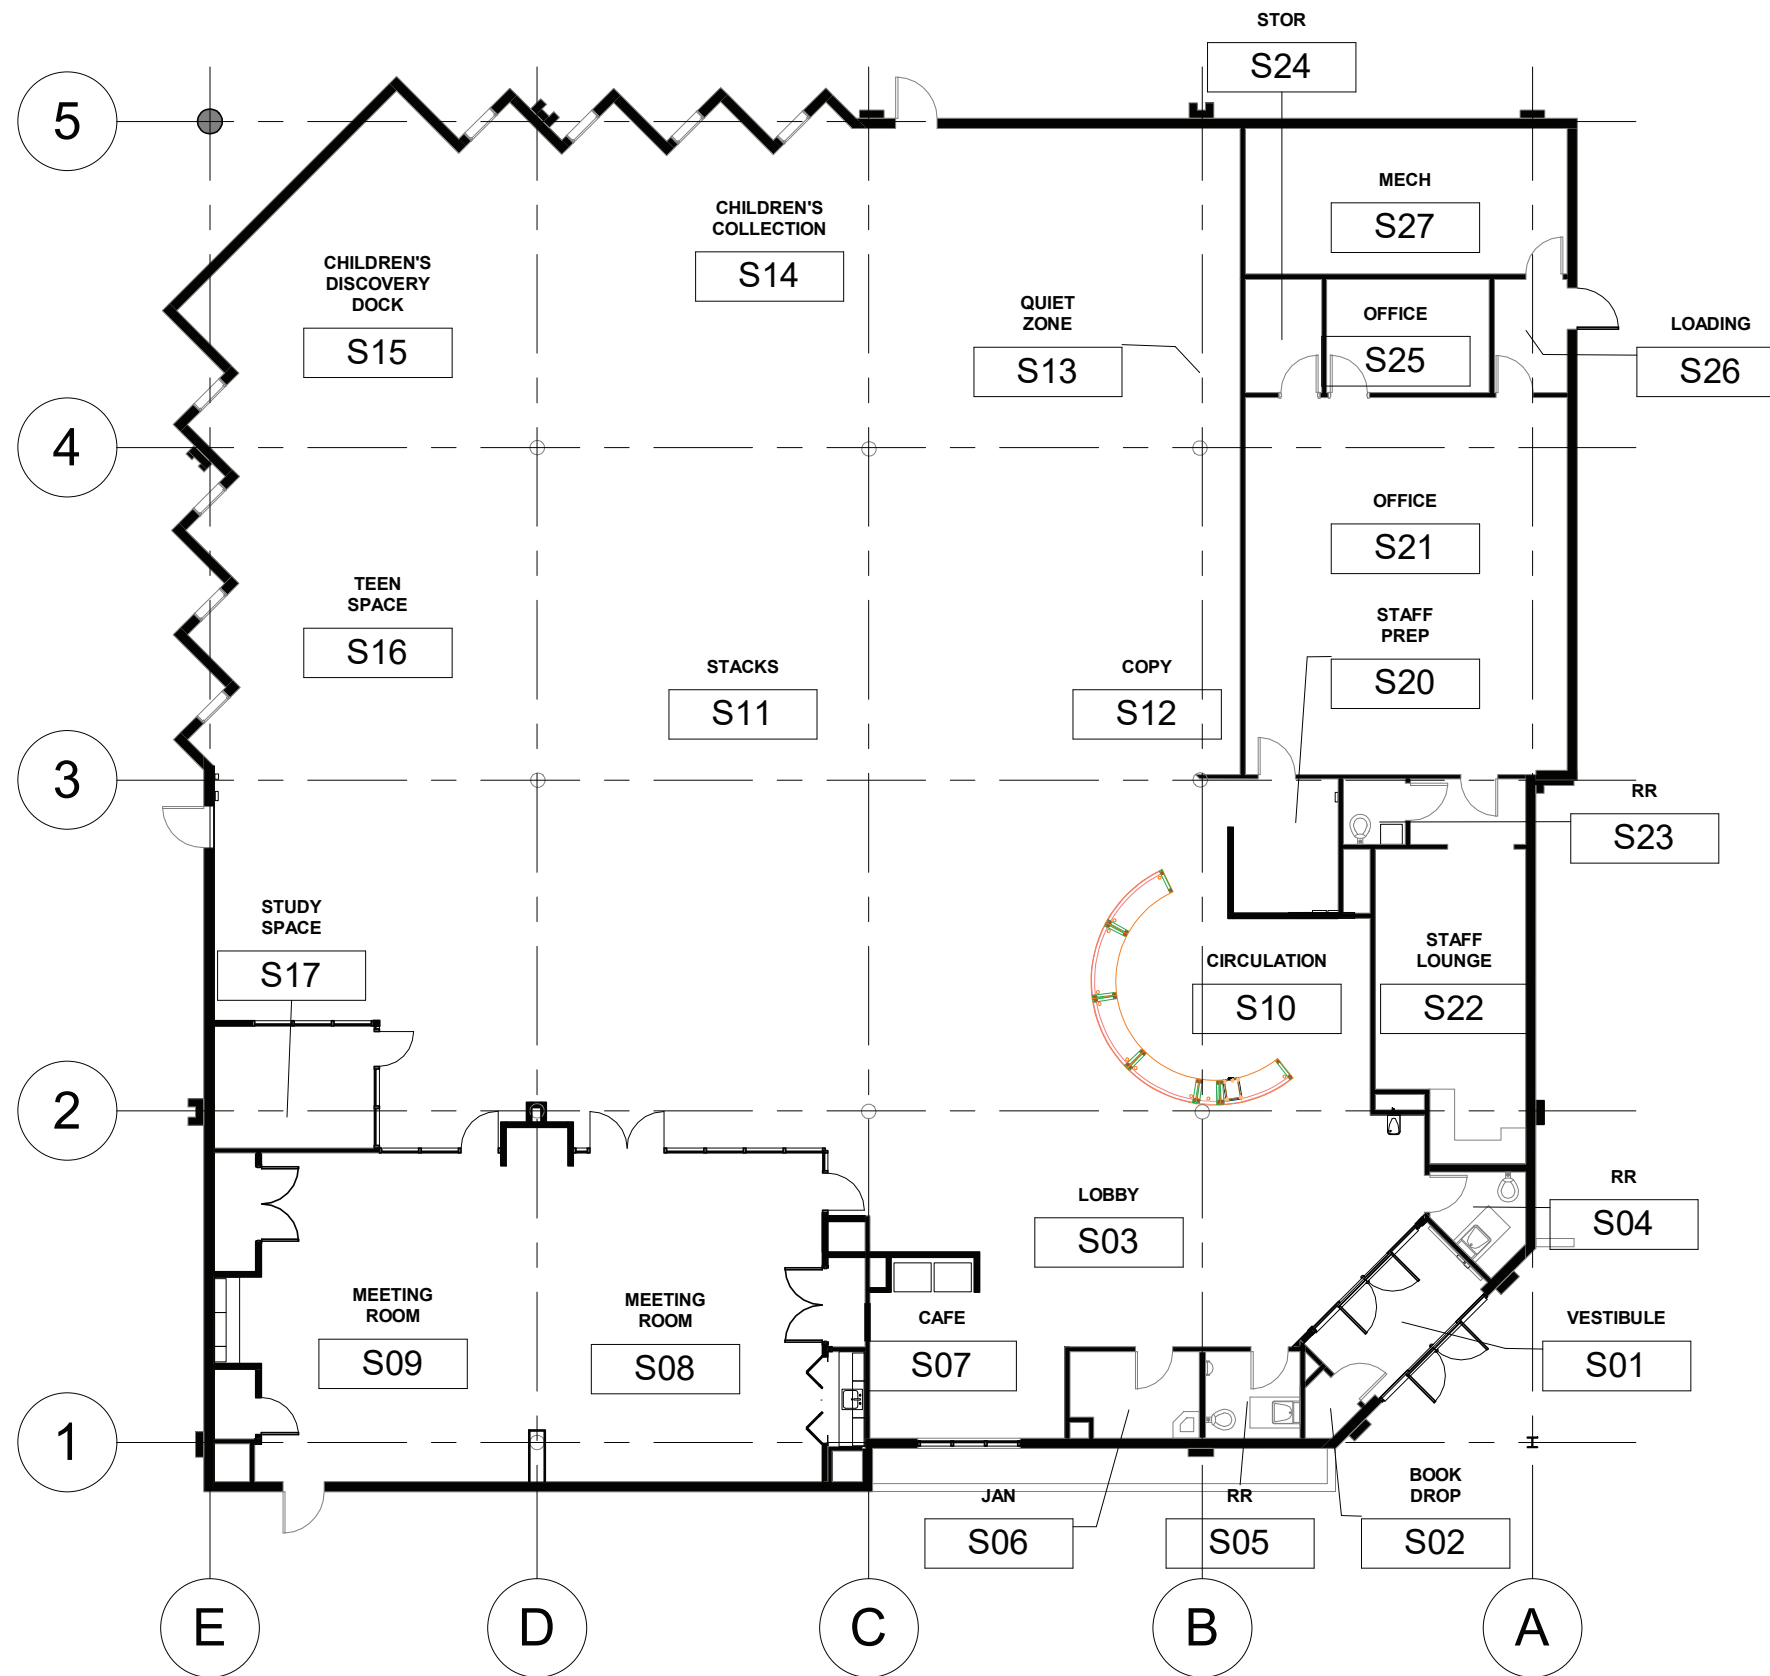 STOR
S24
5
MECH
S27
CHILDREN'S
COLLECTION
S14
CHILDREN'S
DISCOVERY
DOCK
S15
QUIET
ZONE
S13
OFFICE
S25
LOADING
S26
4
OFFICE
S21
TEEN
SPACE
S16
STAFF
PREP
S20
STACKS
S11
COPY
S12
3
RR
S23
STUDY
SPACE
S17
CIRCULATION
S10
STAFF
LOUNGE
S22
2
RR
S04
LOBBY
S03
MEETING
ROOM
S09
MEETING
ROOM
S08
CAFE
S07
VESTIBULE
S01
1
JAN
S06
RR
S05
BOOK
DROP
S02
E
D
C
B
A